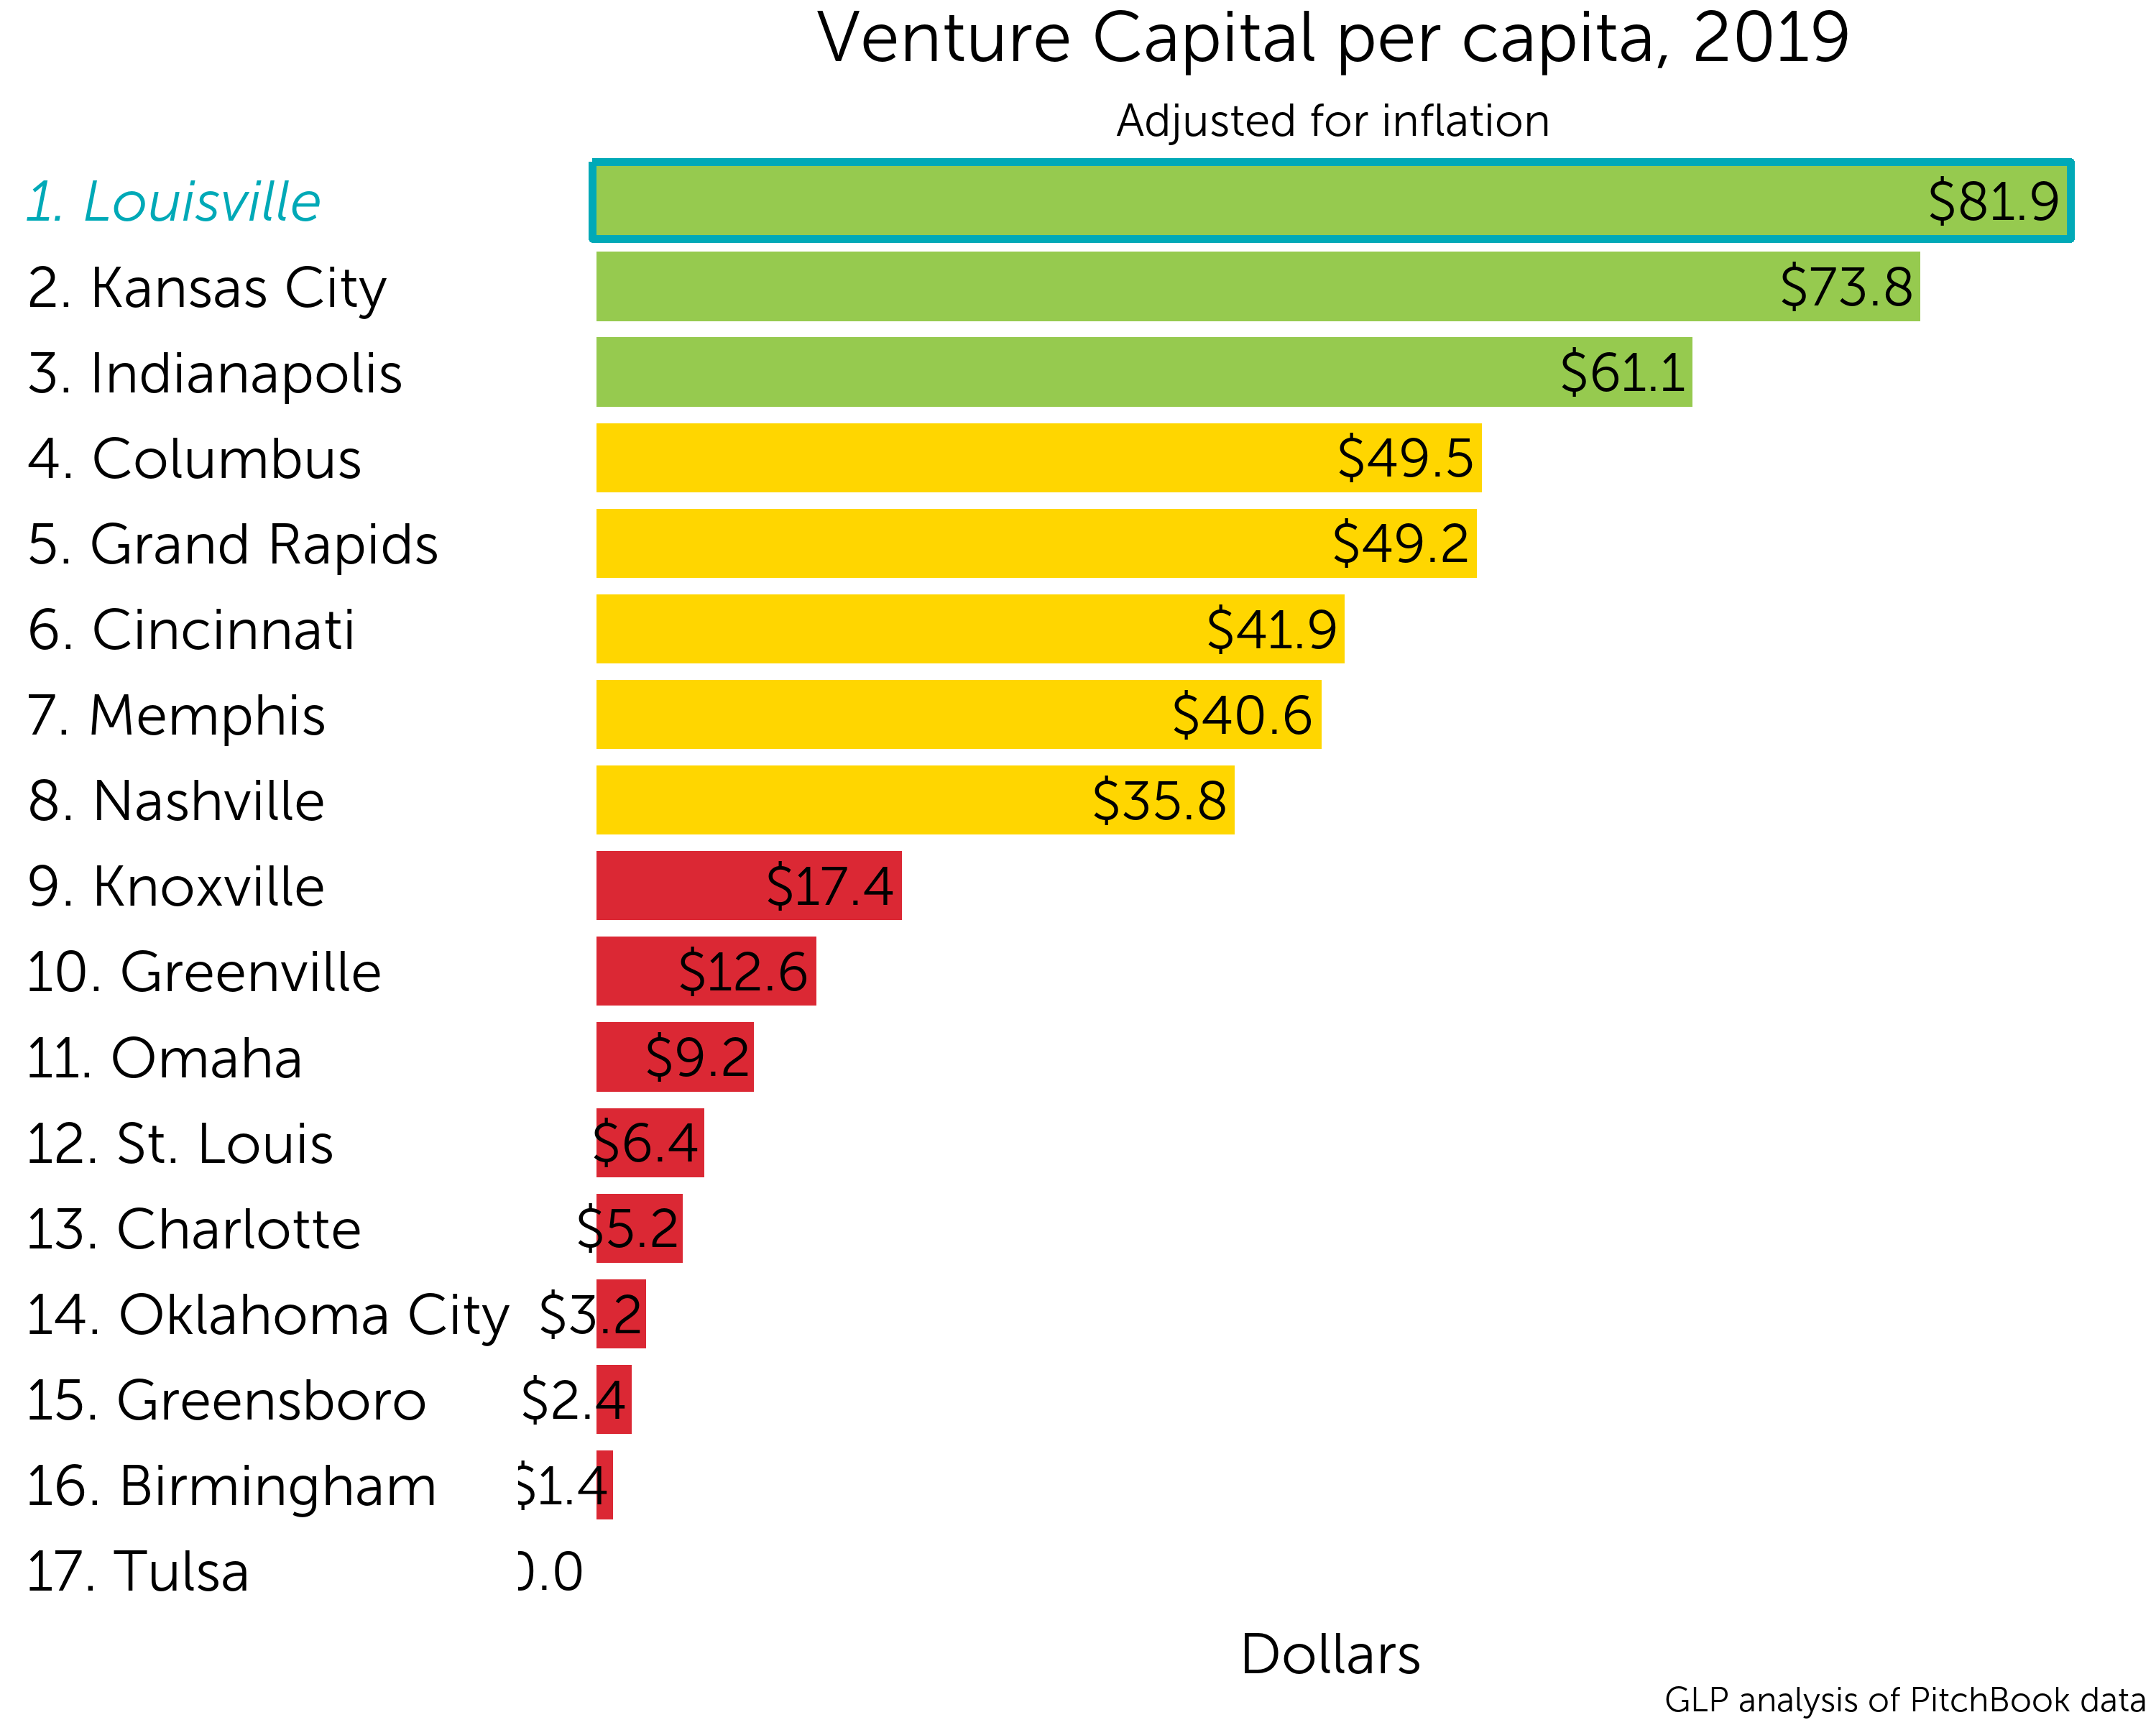 Venture Capital per capita, 2019
Adjusted for inflation
1. Louisville $81.9
2. Kansas City $73.8
3. Indianapolis $61.1
4. Columbus $49.5
5. Grand Rapids $49.2
6. Cincinnati $41.9
7. Memphis $40.6
8. Nashville $35.8
9. Knoxville $17.4
10. Greenville $12.6
11. Omaha $9.2
12. St. Louis $6.4
13. Charlotte $5.2
14. Oklahoma City $3.2
15. Greensboro $2.4
16. Birmingham $1.4
17. Tulsa 0.0
Dollars
GLP analysis of PitchBook data